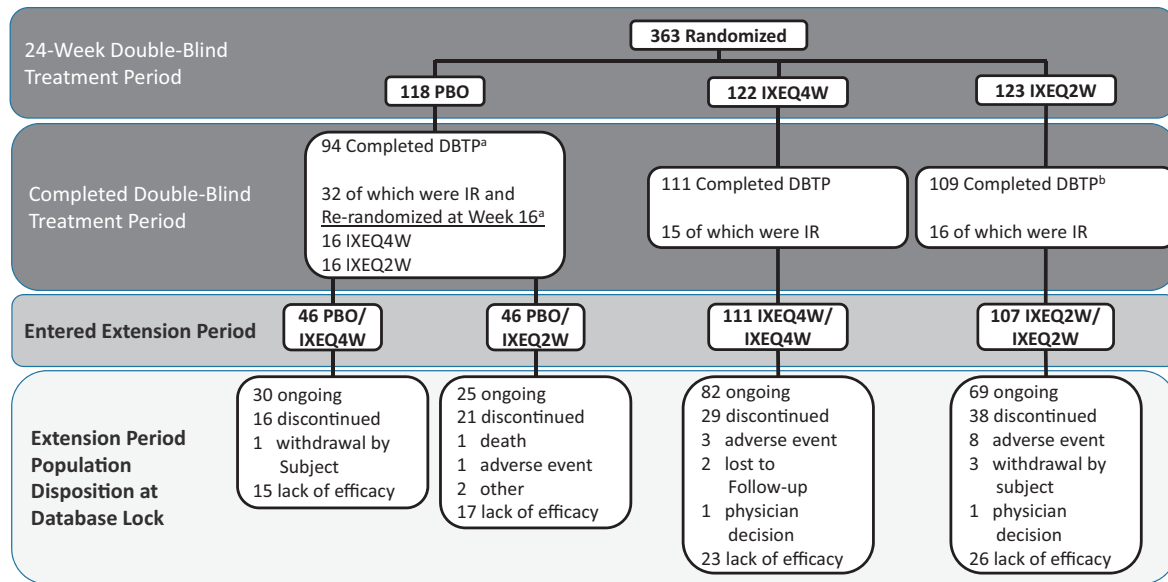 24-Week Double-Blind
Treatment Period
363 Randomized
118 PBO
122 IXEQ4W
123 IXEQ2W
Completed Double-Blind
Treatment Period
94 Completed DBTPa
32 of which were IR and
Re-randomized at Week 16a
16 IXEQ4W
16 IXEQ2W
111 Completed DBTP
15 of which were IR
109 Completed DBTPb
16 of which were IR
Entered Extension Period
46 PBO/
IXEQ4W
46 PBO/
IXEQ2W
111 IXEQ4W/
IXEQ4W
107 IXEQ2W/
IXEQ2W
Extension Period
Population
Disposition at
Database Lock
30 ongoing
16 discontinued
1 withdrawal by
Subject
15 lack of efficacy
25 ongoing
21 discontinued
1 death
1 adverse event
2 other
17 lack of efficacy
82 ongoing
29 discontinued
3 adverse event
2 lost to
Follow-up
1 physician
decision
23 lack of efficacy
69 ongoing
38 discontinued
8 adverse event
3 withdrawal by
subject
1 physician
decision
26 lack of efficacy